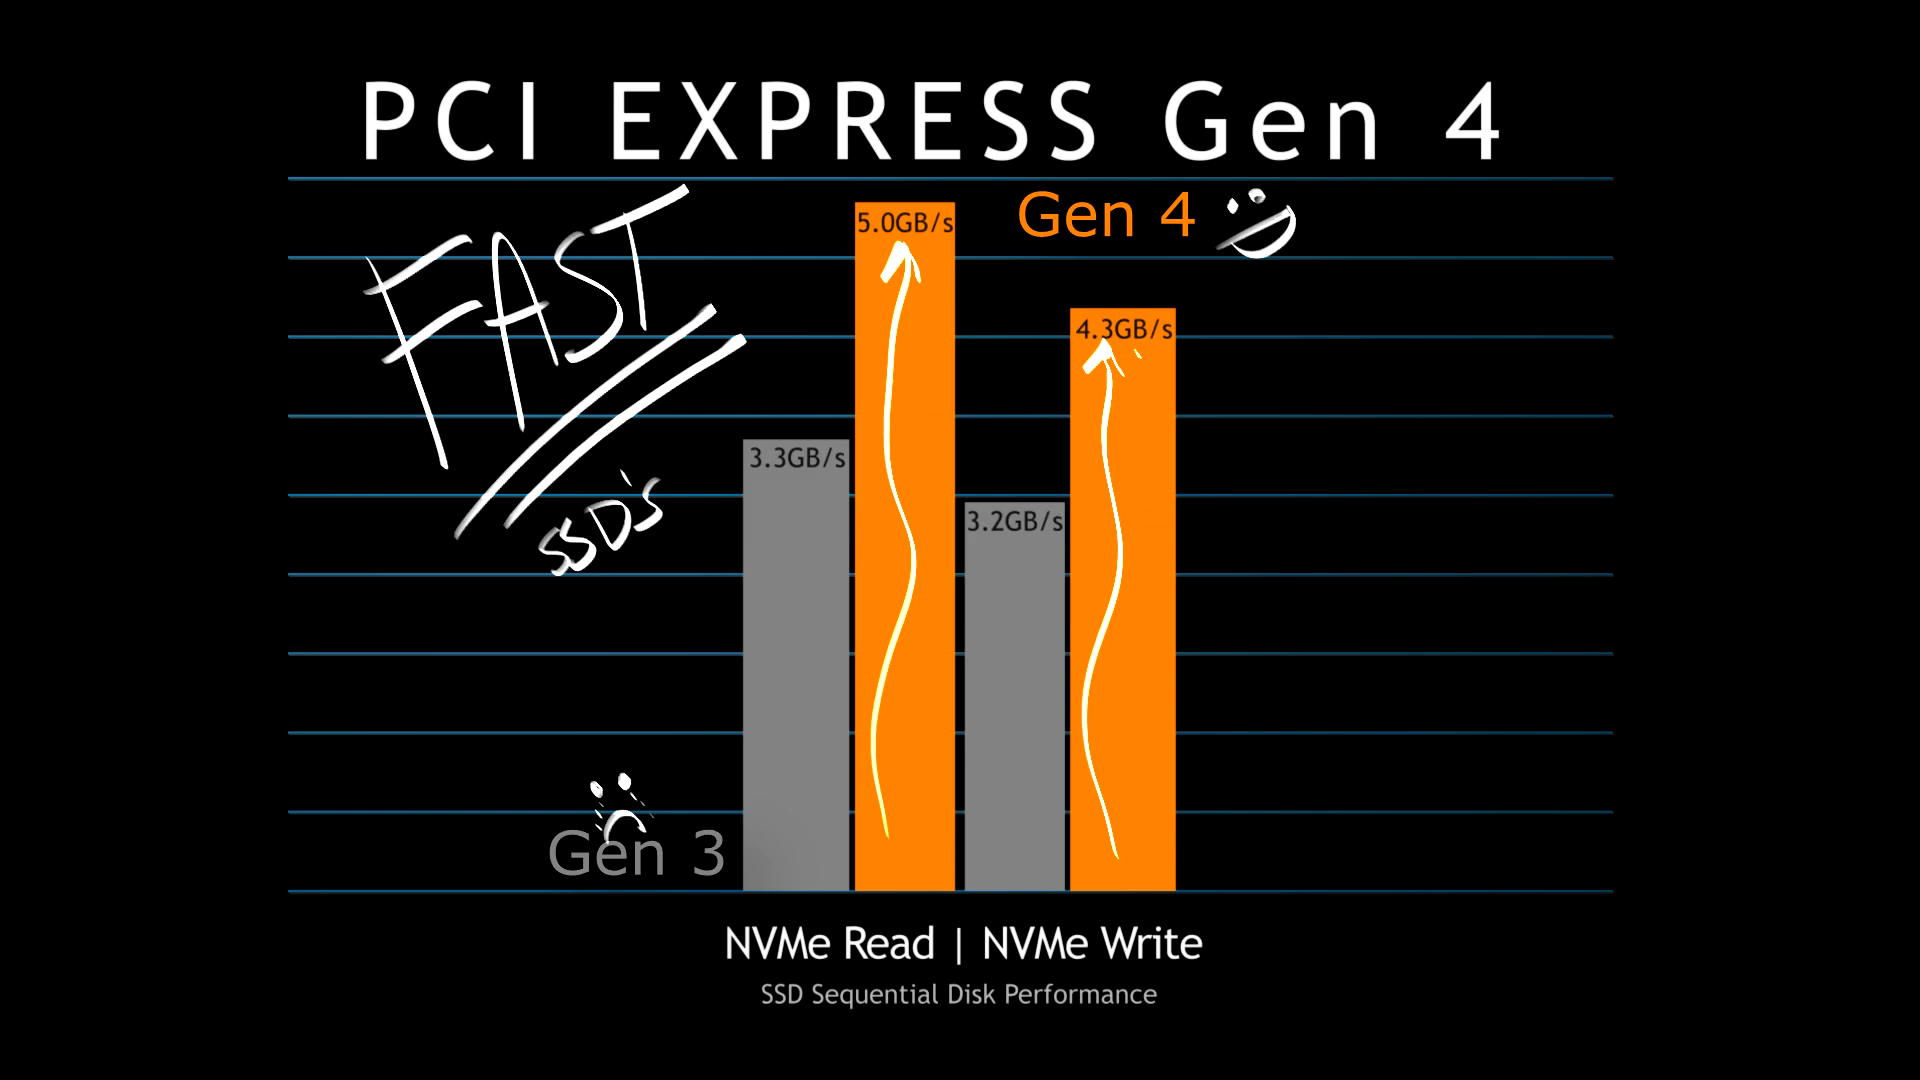 PCI EXPRESS Gen 4
FAST
SSD's
Gen 4
5.0GB/s
4.3GB/s
3.3GB/s
3.2GB/s
Gen 3
NVMe Read | NVMe Write
SSD Sequential Disk Performance